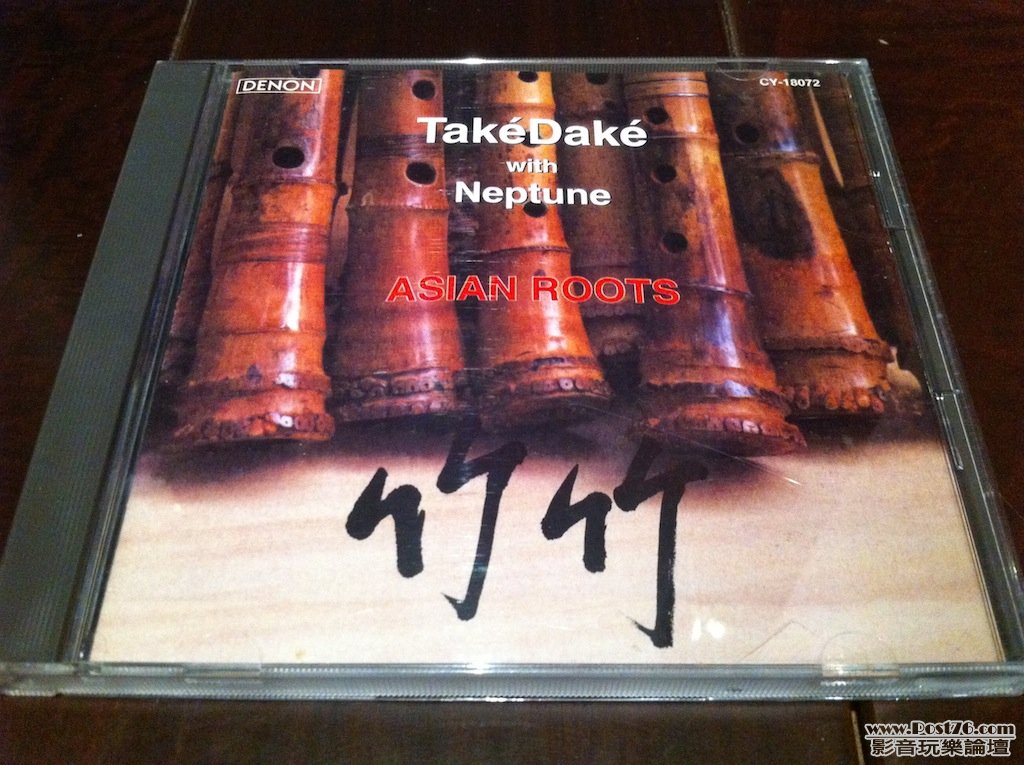 DENON
CY-18072
TakéDaké
with
Neptune
ASIAN ROOTS
竹竹
www.Post76.com
影音玩樂論壇